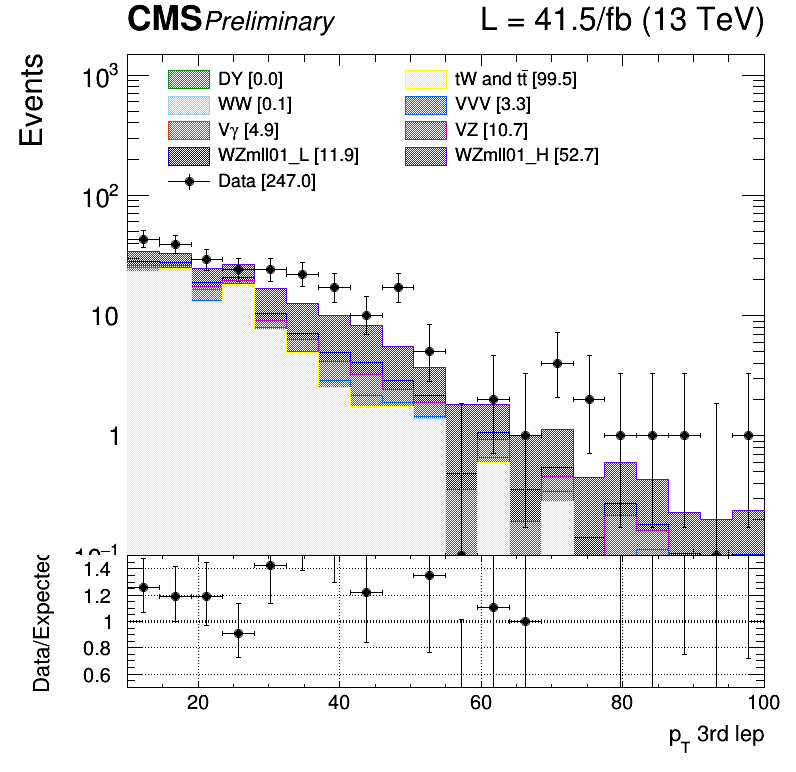 CMS Preliminary L = 41.5/fb (13 TeV)
Events
10³
10²
10
1
10⁻¹
DY [0.0]
tW and tt̄ [99.5]
WW [0.1]
VVV [3.3]
Vγ [4.9]
VZ [10.7]
WZmll01_L [11.9]
WZmll01_H [52.7]
Data [247.0]
Data/Expected
1.4
1.2
1
0.8
0.6
20 40 60 80 100
p_T 3rd lep